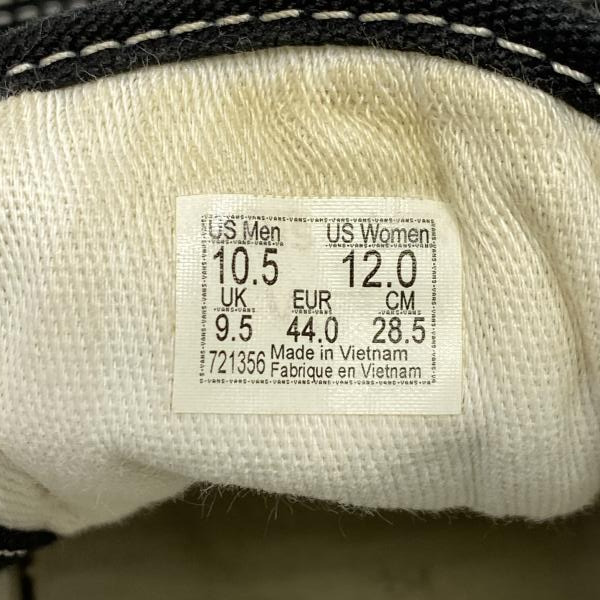 US Men US Women
10.5 12.0
UK EUR CM
9.5 44.0 28.5
721356 Made in Vietnam
Fabrique en Vietnam